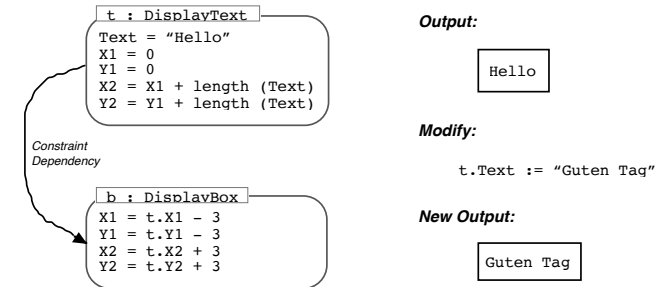 t : DisplayText
Text = “Hello”
X1 = 0
Y1 = 0
X2 = X1 + length (Text)
Y2 = Y1 + length (Text)
Constraint
Dependency
b : DisplayBox
X1 = t.X1 – 3
Y1 = t.Y1 – 3
X2 = t.X2 + 3
Y2 = t.Y2 + 3
Output:
Hello
Modify:
t.Text := “Guten Tag”
New Output:
Guten Tag